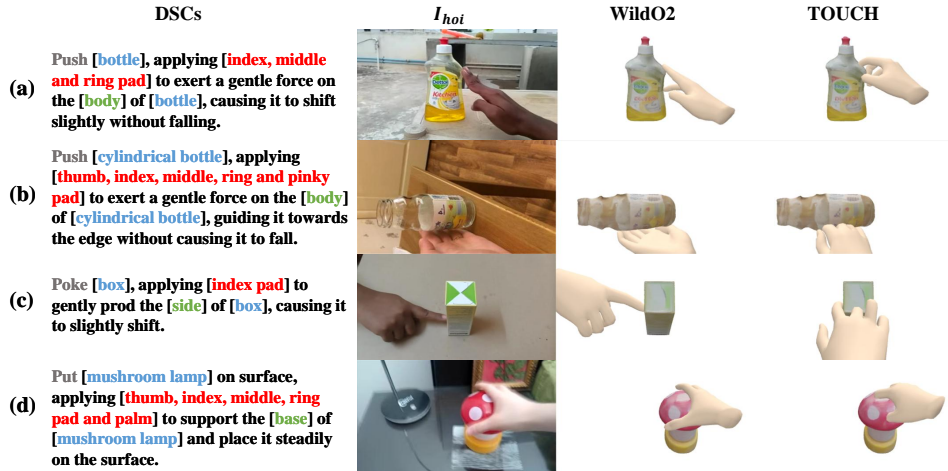 DSCs I_hoi WildO2 TOUCH
(a) Push [bottle], applying [index, middle
and ring pad] to exert a gentle force on
the [body] of [bottle], causing it to shift
slightly without falling.
Dettol
Kitchen
(b) Push [cylindrical bottle], applying
[thumb, index, middle, ring and pinky
pad] to exert a gentle force on the [body]
of [cylindrical bottle], guiding it towards
the edge without causing it to fall.
(c) Poke [box], applying [index pad] to
gently prod the [side] of [box], causing it
to slightly shift.
(d) Put [mushroom lamp] on surface,
applying [thumb, index, middle, ring
pad and palm] to support the [base] of
[mushroom lamp] and place it steadily
on the surface.